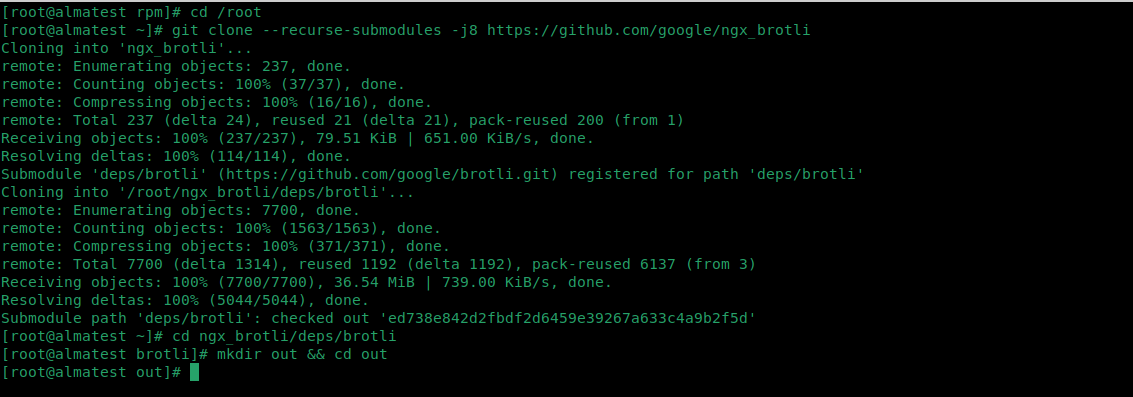 [root@almatest rpm]# cd /root
[root@almatest ~]# git clone --recurse-submodules -j8 https://github.com/google/ngx_brotli
Cloning into 'ngx_brotli'...
remote: Enumerating objects: 237, done.
remote: Counting objects: 100% (37/37), done.
remote: Compressing objects: 100% (16/16), done.
remote: Total 237 (delta 24), reused 21 (delta 21), pack-reused 200 (from 1)
Receiving objects: 100% (237/237), 79.51 KiB | 651.00 KiB/s, done.
Resolving deltas: 100% (114/114), done.
Submodule 'deps/brotli' (https://github.com/google/brotli.git) registered for path 'deps/brotli'
Cloning into '/root/ngx_brotli/deps/brotli'...
remote: Enumerating objects: 7700, done.
remote: Counting objects: 100% (1563/1563), done.
remote: Compressing objects: 100% (371/371), done.
remote: Total 7700 (delta 1314), reused 1192 (delta 1192), pack-reused 6137 (from 3)
Receiving objects: 100% (7700/7700), 36.54 MiB | 739.00 KiB/s, done.
Resolving deltas: 100% (5044/5044), done.
Submodule path 'deps/brotli': checked out 'ed738e842d2fbdf2d6459e39267a633c4a9b2f5d'
[root@almatest ~]# cd ngx_brotli/deps/brotli
[root@almatest brotli]# mkdir out && cd out
[root@almatest out]#